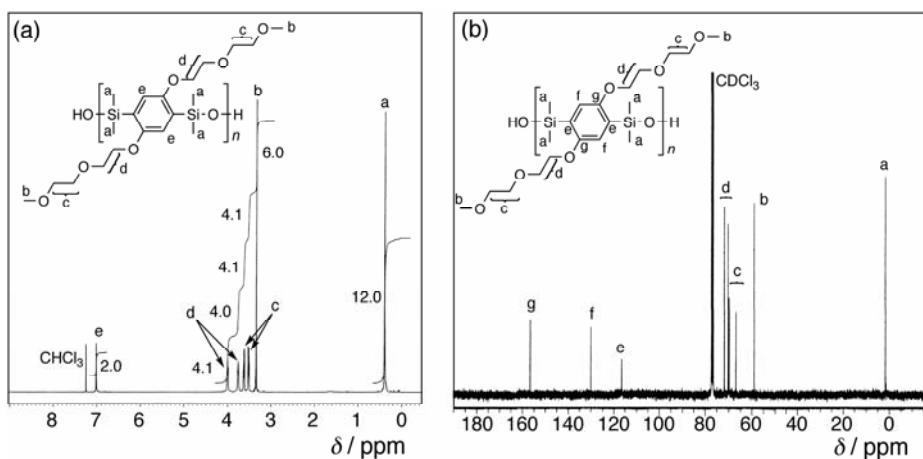 (a)
c
O b
O
d
O
a e a
HO Si Si O H
a a n
e
O d
O
b O c
b
a
6.0
4.1
4.1
4.0
d c
12.0
e
CHCl3
2.0
4.1
8 7 6 5 4 3 2 1 0
δ / ppm
(b)
c
O b
O
d
O
a f g a
HO Si e e Si O H
a g f a n
O d
O
b O c
CDCl3
a
d
b
c
g
f
e
180 160 140 120 100 80 60 40 20 0
δ / ppm